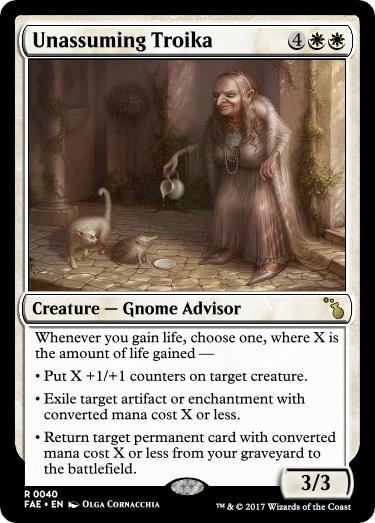 Unassuming Troika 4
Creature — Gnome Advisor
Whenever you gain life, choose one, where X is
the amount of life gained —
• Put X +1/+1 counters on target creature.
• Exile target artifact or enchantment with
converted mana cost X or less.
• Return target permanent card with converted
mana cost X or less from your graveyard to
the battlefield.
3/3
R 0040
FAE • EN Olga Cornacchia
™ & © 2017 Wizards of the Coast